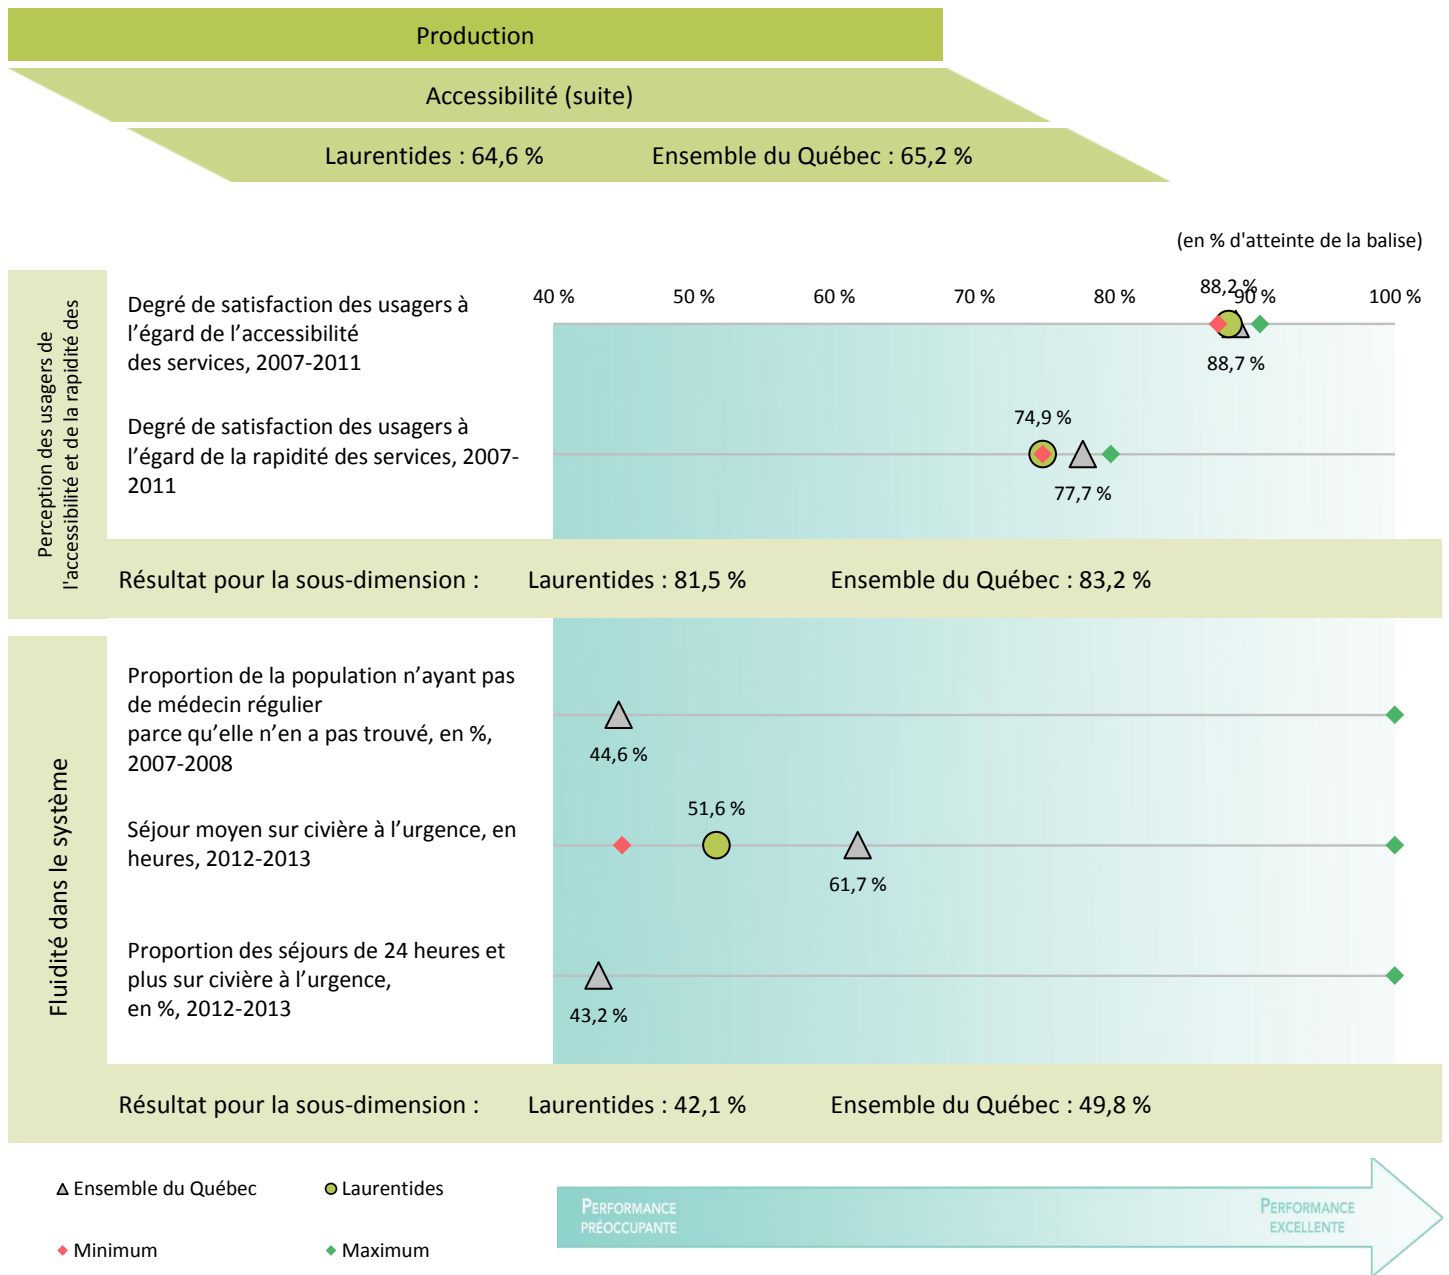 Production
Accessibilité (suite)
Laurentides : 64,6 % Ensemble du Québec : 65,2 %
(en % d'atteinte de la balise)
40 % 50 % 60 % 70 % 80 % 90 % 100 %
Perception des usagers de
l'accessibilité et de la rapidité des
Degré de satisfaction des usagers à
l’égard de l’accessibilité
des services, 2007-2011
88,2 %
88,7 %
Degré de satisfaction des usagers à
l’égard de la rapidité des services, 2007-
2011
74,9 %
77,7 %
Résultat pour la sous-dimension : Laurentides : 81,5 % Ensemble du Québec : 83,2 %
Fluidité dans le système
Proportion de la population n’ayant pas
de médecin régulier
parce qu’elle n’en a pas trouvé, en %,
2007-2008
44,6 %
Séjour moyen sur civière à l’urgence, en
heures, 2012-2013
51,6 %
61,7 %
Proportion des séjours de 24 heures et
plus sur civière à l’urgence,
en %, 2012-2013
43,2 %
Résultat pour la sous-dimension : Laurentides : 42,1 % Ensemble du Québec : 49,8 %
Ensemble du Québec Laurentides
Minimum Maximum
PERFORMANCE
PRÉOCCUPANTE
PERFORMANCE
EXCELLENTE